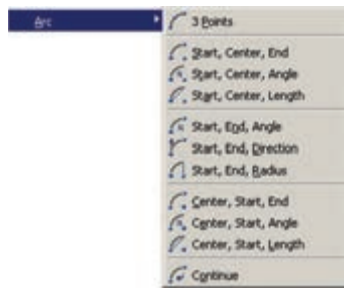 Arc
3 Points
Start, Center, End
Start, Center, Angle
Start, Center, Length
Start, End, Angle
Start, End, Direction
Start, End, Radius
Center, Start, End
Center, Start, Angle
Center, Start, Length
Continue